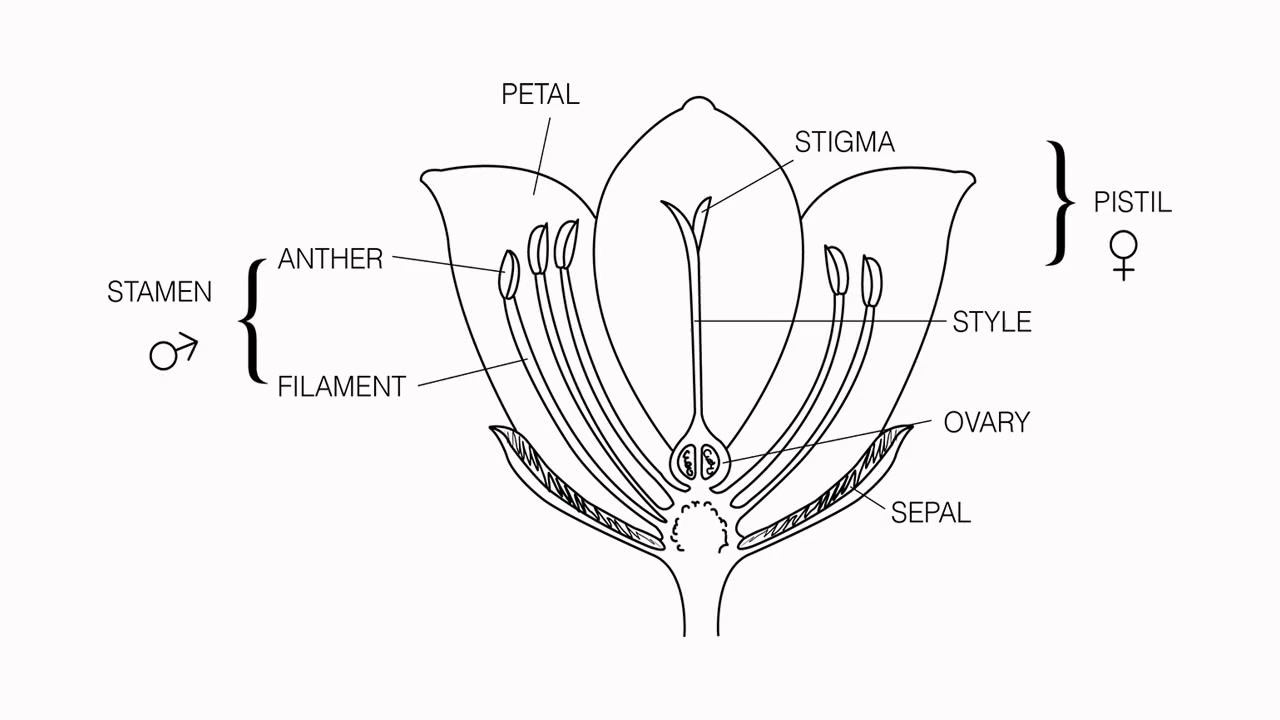 PETAL
STIGMA
PISTIL
ANTHER
STAMEN
STYLE
FILAMENT
OVARY
SEPAL